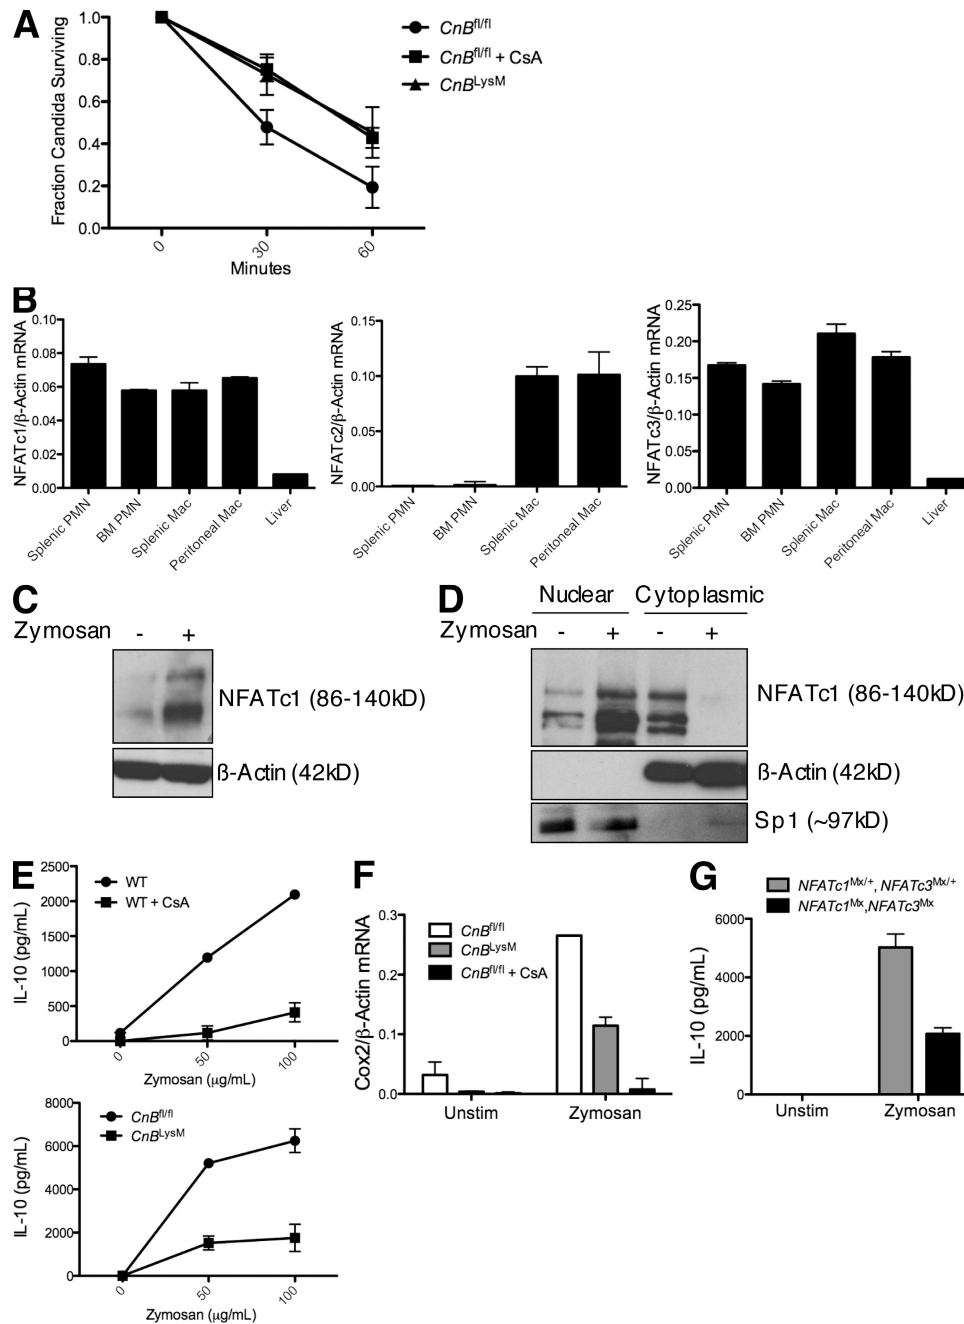 A
Fraction Candida Surviving
1.0
0.8
0.6
0.4
0.2
0.0
0
30
60
Minutes
CnBfl/fl
CnBfl/fl + CsA
CnBLysM
B
NFATc1/β-Actin mRNA
0.10
0.08
0.06
0.04
0.02
0.00
Splenic PMN
BM PMN
Splenic Mac
Peritoneal Mac
Liver
NFATc2/β-Actin mRNA
0.15
0.10
0.05
0.00
Splenic PMN
BM PMN
Splenic Mac
Peritoneal Mac
NFATc3/β-Actin mRNA
0.25
0.20
0.15
0.10
0.05
0.00
Splenic PMN
BM PMN
Splenic Mac
Peritoneal Mac
Liver
C
Zymosan - +
NFATc1 (86-140kD)
ß-Actin (42kD)
D
Nuclear Cytoplasmic
Zymosan - + - +
NFATc1 (86-140kD)
ß-Actin (42kD)
Sp1 (~97kD)
E
IL-10 (pg/mL)
2500
2000
1500
1000
500
0
WT
WT + CsA
0
50
100
Zymosan (μg/mL)
IL-10 (pg/mL)
8000
6000
4000
2000
0
CnBfl/fl
CnBLysM
0
50
100
Zymosan (μg/mL)
F
Cox2/β-Actin mRNA
0.3
0.2
0.1
0.0
CnBfl/fl
CnBLysM
CnBfl/fl + CsA
Unstim
Zymosan
G
NFATc1Mx/+, NFATc3Mx/+
NFATc1Mx,NFATc3Mx
IL-10 (pg/mL)
6000
4000
2000
0
Unstim
Zymosan